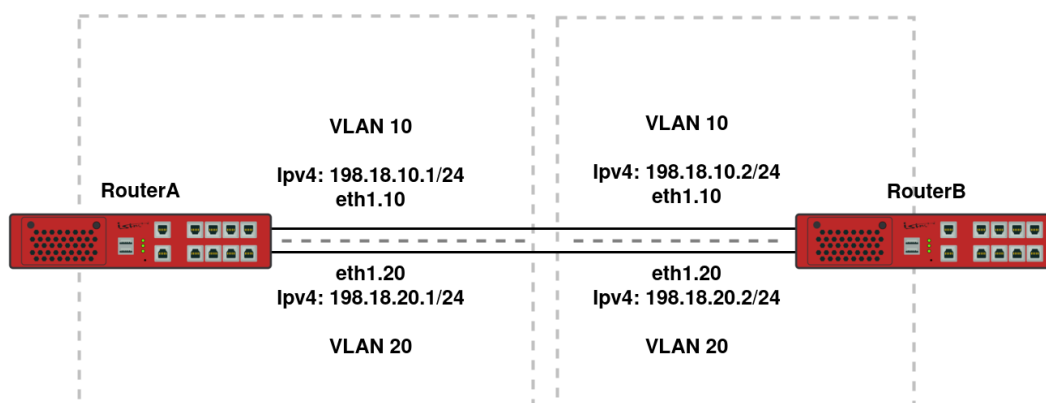 VLAN 10
Ipv4: 198.18.10.1/24
eth1.10
VLAN 10
Ipv4: 198.18.10.2/24
eth1.10
RouterA
RouterB
eth1.20
Ipv4: 198.18.20.1/24
VLAN 20
eth1.20
Ipv4: 198.18.20.2/24
VLAN 20